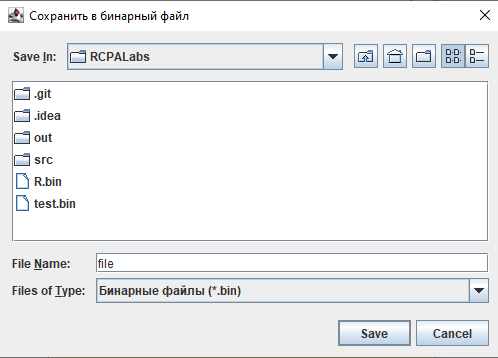 Сохранить в бинарный файл
Save In: RCPALabs
.git
.idea
out
src
R.bin
test.bin
File Name: file
Files of Type: Бинарные файлы (*.bin)
Save Cancel